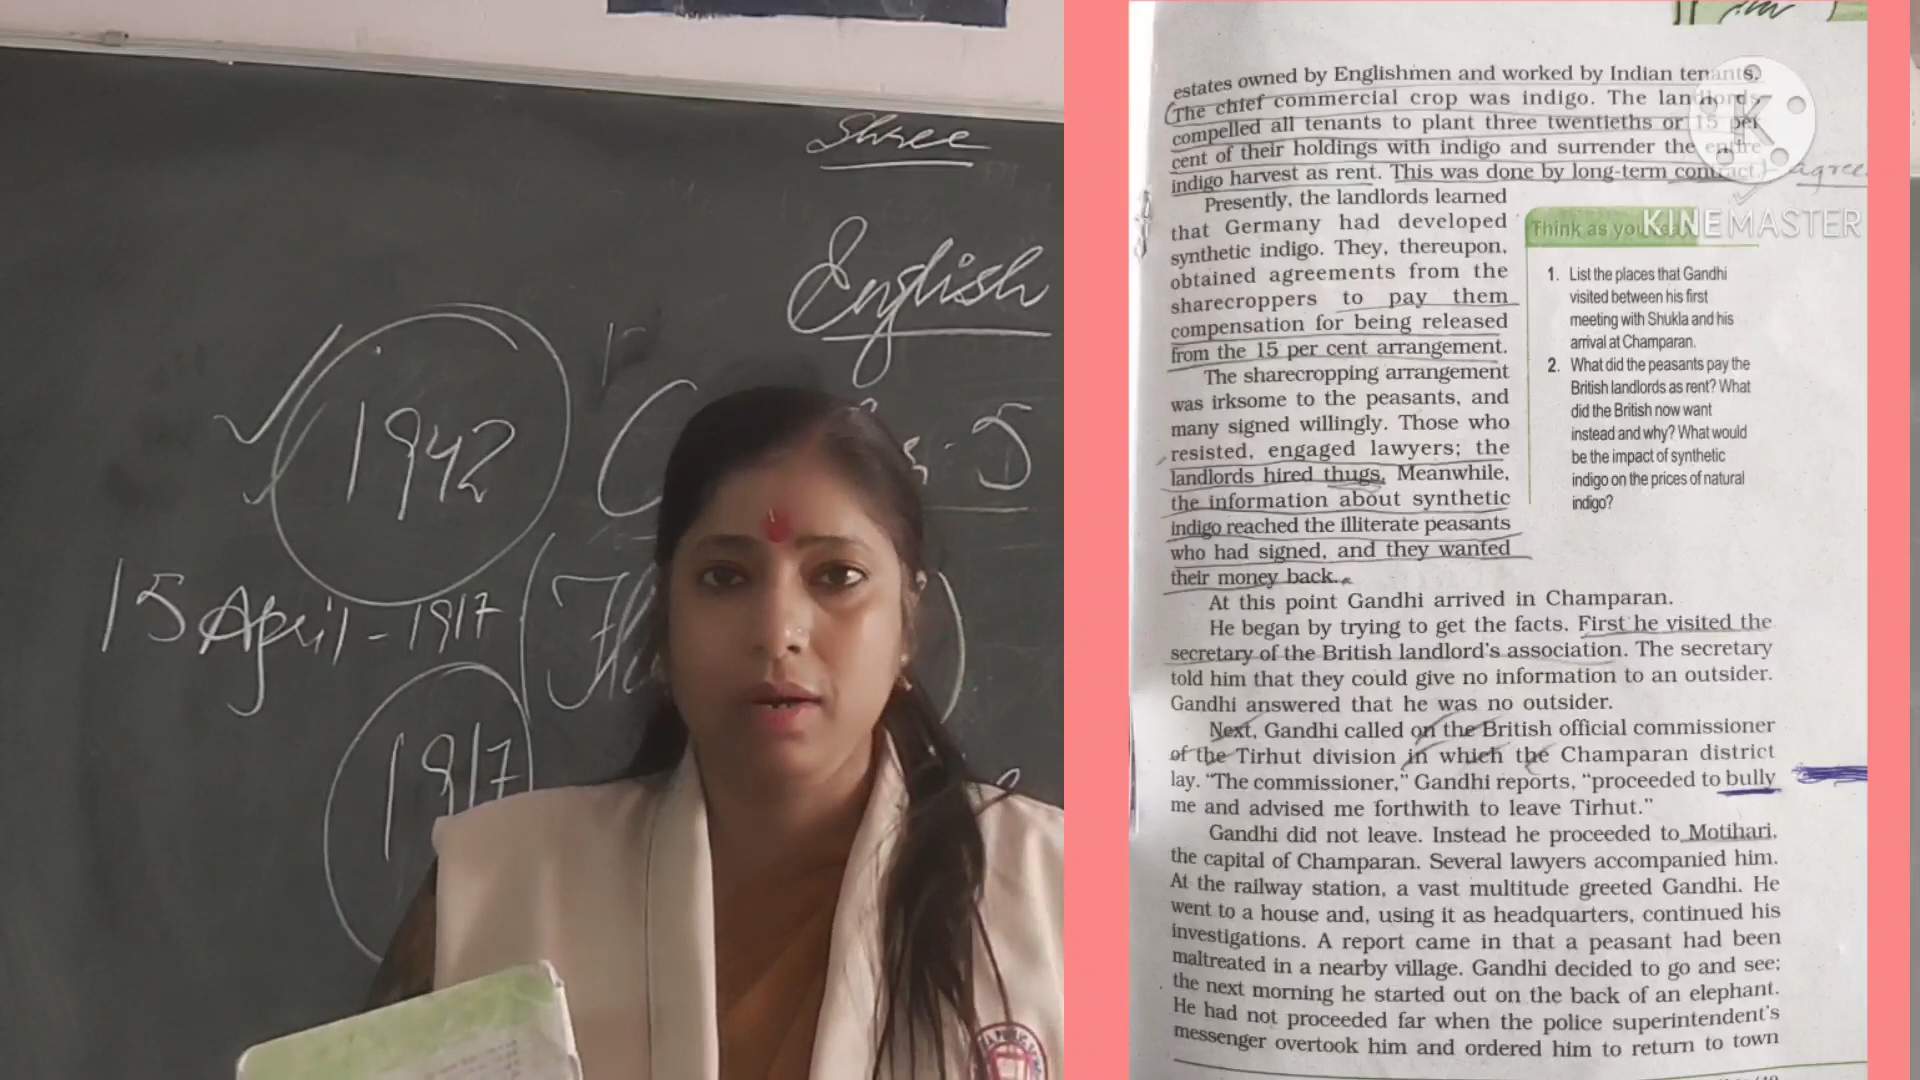 Shree
English
1942
5
15 April - 1917
1917
estates owned by Englishmen and worked by Indian tenants.
The chief commercial crop was indigo. The landlords
compelled all tenants to plant three twentieths or 15 per
cent of their holdings with indigo and surrender the entire
indigo harvest as rent. This was done by long-term contract.
agree
Presently, the landlords learned
that Germany had developed
synthetic indigo. They, thereupon,
obtained agreements from the
sharecroppers to pay them
compensation for being released
from the 15 per cent arrangement.
The sharecropping arrangement
was irksome to the peasants, and
many signed willingly. Those who
resisted, engaged lawyers; the
landlords hired thugs. Meanwhile,
the information about synthetic
indigo reached the illiterate peasants
who had signed, and they wanted
their money back.
KINEMASTER
Think as you
1. List the places that Gandhi
visited between his first
meeting with Shukla and his
arrival at Champaran.
2. What did the peasants pay the
British landlords as rent? What
did the British now want
instead and why? What would
be the impact of synthetic
indigo on the prices of natural
indigo?
At this point Gandhi arrived in Champaran.
He began by trying to get the facts. First he visited the
secretary of the British landlord's association. The secretary
told him that they could give no information to an outsider.
Gandhi answered that he was no outsider.
Next, Gandhi called on the British official commissioner
of the Tirhut division in which the Champaran district
lay. "The commissioner," Gandhi reports, "proceeded to bully
me and advised me forthwith to leave Tirhut."
Gandhi did not leave. Instead he proceeded to Motihari,
the capital of Champaran. Several lawyers accompanied him.
At the railway station, a vast multitude greeted Gandhi. He
went to a house and, using it as headquarters, continued his
investigations. A report came in that a peasant had been
maltreated in a nearby village. Gandhi decided to go and see;
the next morning he started out on the back of an elephant.
He had not proceeded far when the police superintendent's
messenger overtook him and ordered him to return to town